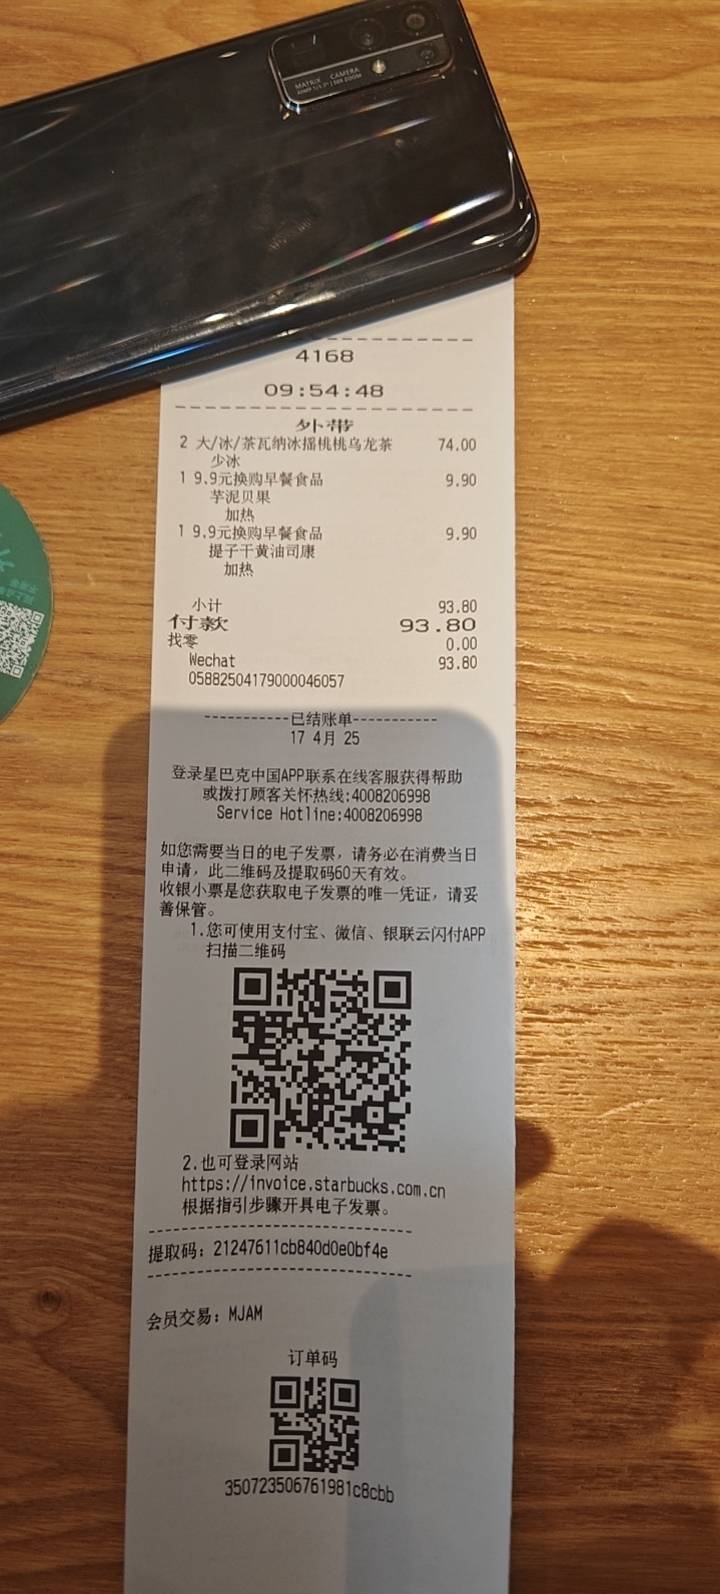 MATRIX CAMERA
4168
09:54:48
外带
2 大/冰/茶瓦纳冰摇桃桃乌龙茶 74.00
少冰
1 9.9元换购早餐食品 9.90
芋泥贝果
加热
1 9.9元换购早餐食品 9.90
提子干黄油司康
加热
小计 93.80
付款 93.80
找零 0.00
Wechat 93.80
05882504179000046057
-----------已结账单-----------
17 4月 25
登录星巴克中国APP联系在线客服获得帮助
或拨打顾客关怀热线:4008206998
Service Hotline:4008206998
如您需要当日的电子发票，请务必在消费当日
申请，此二维码及提取码60天有效。
收银小票是您获取电子发票的唯一凭证，请妥
善保管。
1.您可使用支付宝、微信、银联云闪付APP
扫描二维码
2.也可登录网站
https://invoice.starbucks.com.cn
根据指引步骤开具电子发票。
提取码：21247611cb840d0e0bf4e
会员交易：MJAM
订单码
350723506761981c8cbb